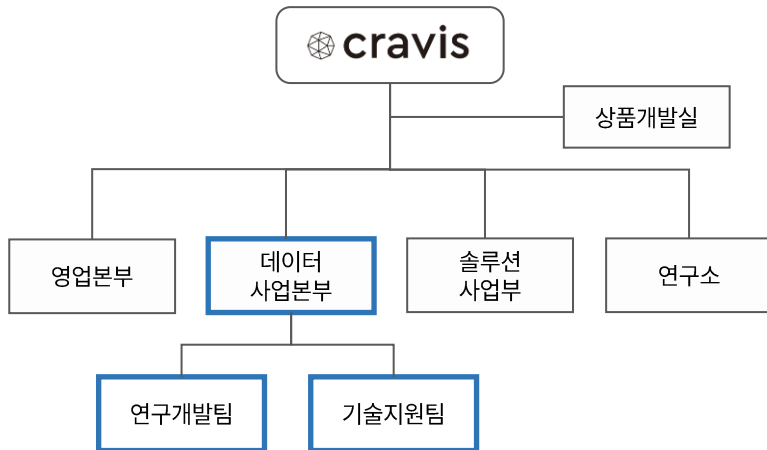 cravis
상품개발실
영업본부
데이터
사업본부
솔루션
사업부
연구소
연구개발팀
기술지원팀